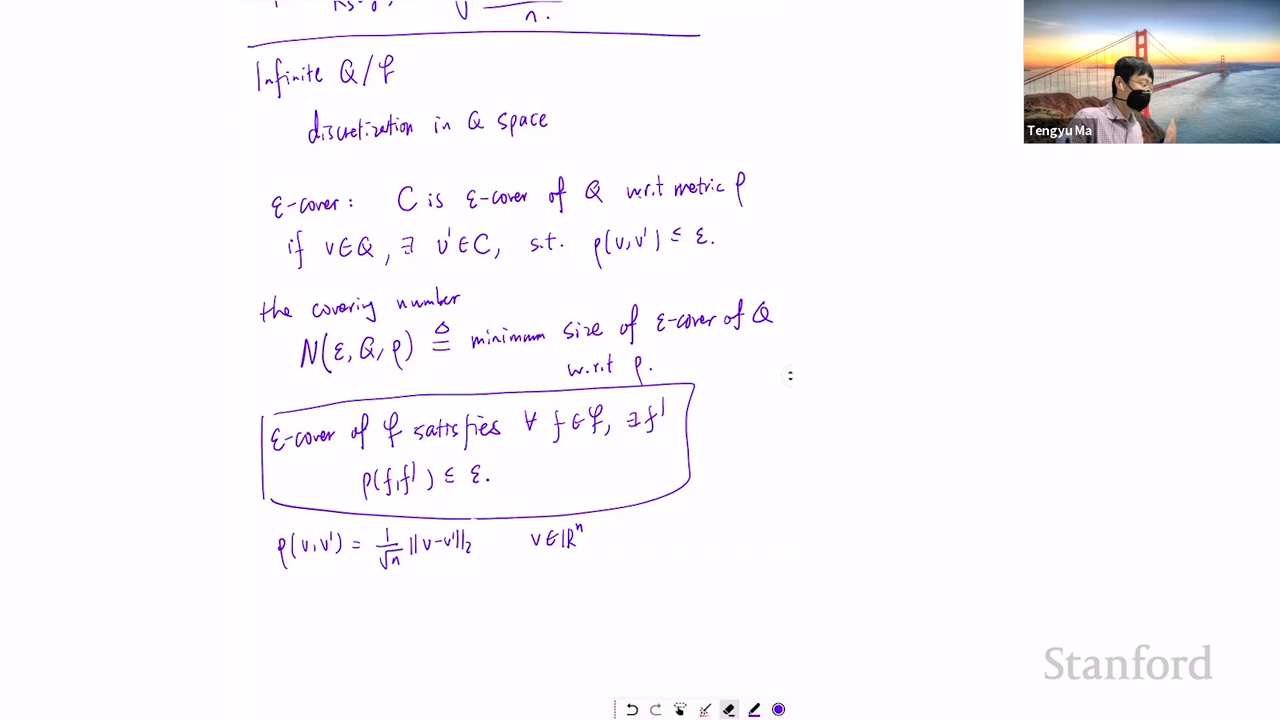 n.
Infinite Q/F
discretization in Q space
ε-cover: C is ε-cover of Q w.r.t metric ρ
if v∈Q, ∃ v'∈C, s.t. ρ(v,v') ≤ ε.
the covering number
N(ε, Q, ρ) ≜ minimum size of ε-cover of Q
w.r.t ρ.
ε-cover of F satisfies ∀ f∈F, ∃f'
ρ(f,f') ≤ ε.
ρ(v,v') = 1/√n ||v-v'||₂ v∈ℝⁿ
Tengyu Ma
Stanford